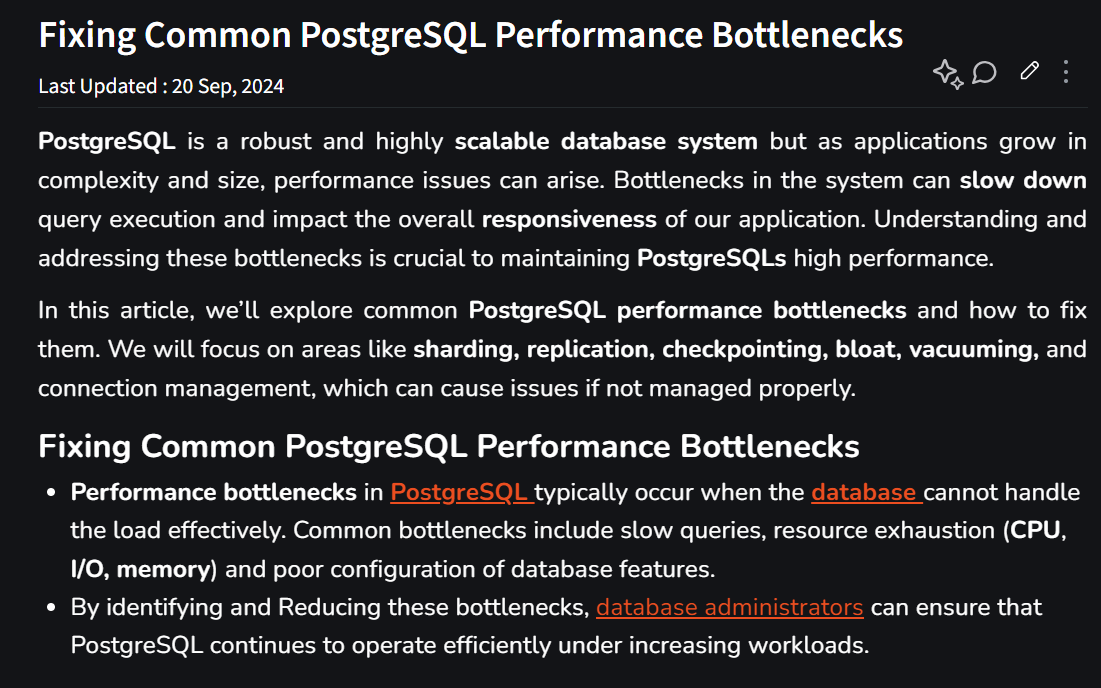 Fixing Common PostgreSQL Performance Bottlenecks
Last Updated : 20 Sep, 2024
PostgreSQL is a robust and highly scalable database system but as applications grow in
complexity and size, performance issues can arise. Bottlenecks in the system can slow down
query execution and impact the overall responsiveness of our application. Understanding and
addressing these bottlenecks is crucial to maintaining PostgreSQLs high performance.
In this article, we’ll explore common PostgreSQL performance bottlenecks and how to fix
them. We will focus on areas like sharding, replication, checkpointing, bloat, vacuuming, and
connection management, which can cause issues if not managed properly.
Fixing Common PostgreSQL Performance Bottlenecks
• Performance bottlenecks in PostgreSQL typically occur when the database cannot handle
the load effectively. Common bottlenecks include slow queries, resource exhaustion (CPU,
I/O, memory) and poor configuration of database features.
• By identifying and Reducing these bottlenecks, database administrators can ensure that
PostgreSQL continues to operate efficiently under increasing workloads.